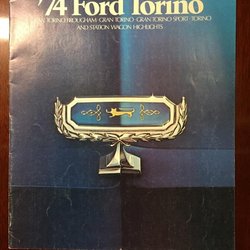 '74 Ford Torino
TORINO BROUGHAM · GRAN TORINO · GRAN TORINO SPORT · TORINO
AND STATION WAGON HIGHLIGHTS